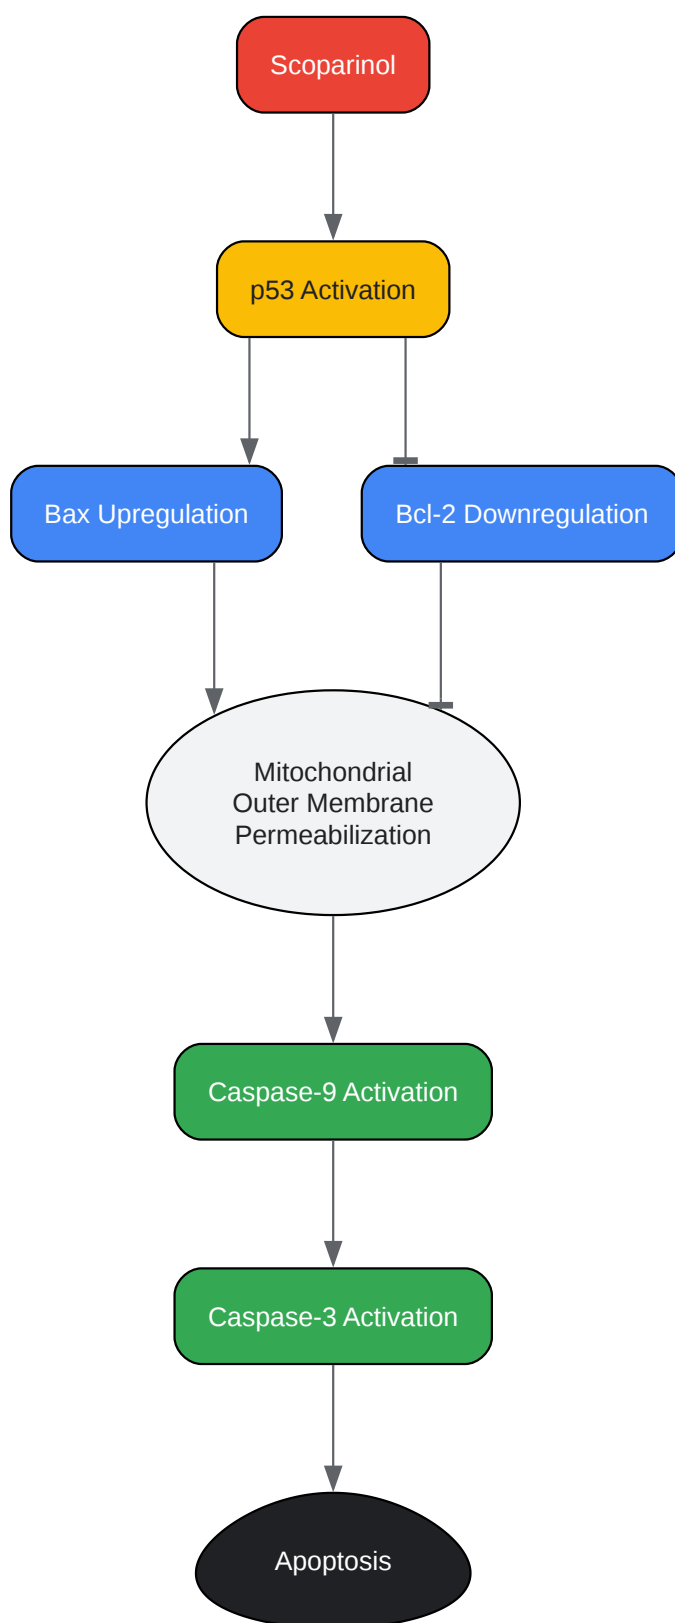 Scoparinol
p53 Activation
Bax Upregulation
Bcl-2 Downregulation
Mitochondrial
Outer Membrane
Permeabilization
Caspase-9 Activation
Caspase-3 Activation
Apoptosis